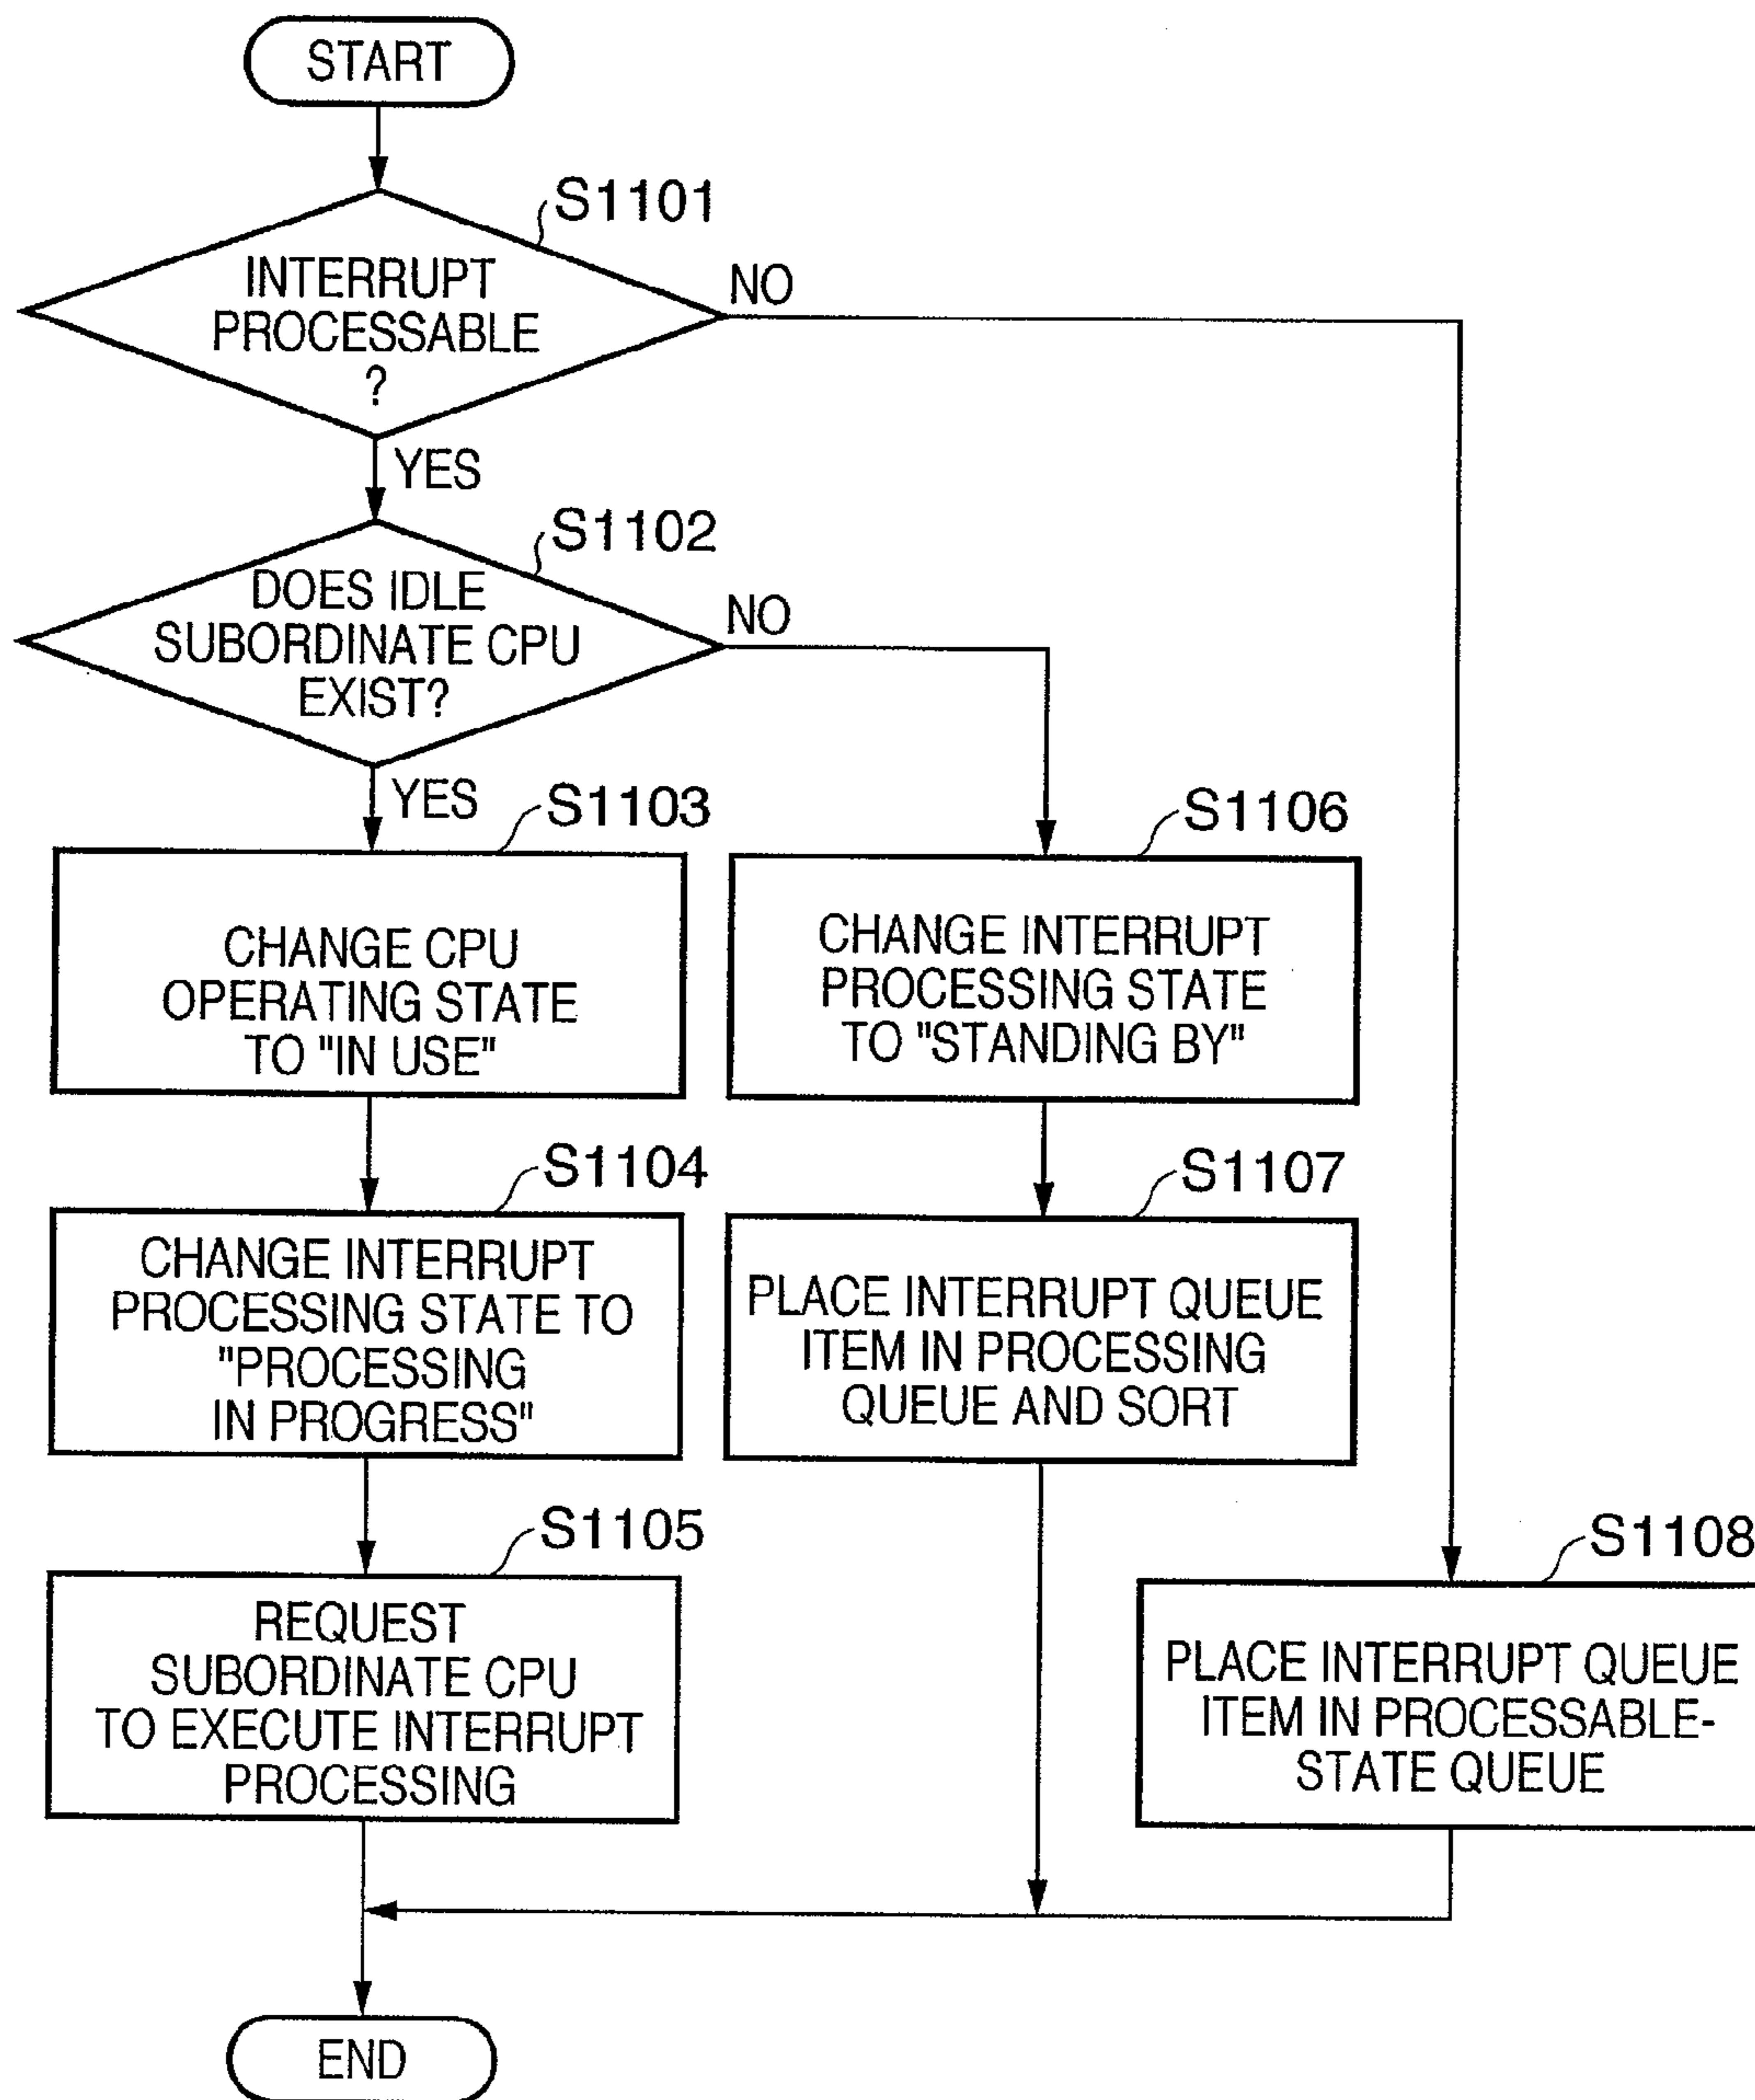 START
S1101
INTERRUPT
PROCESSABLE
?
NO
YES
S1102
DOES IDLE
SUBORDINATE CPU
EXIST?
NO
YES
S1103
CHANGE CPU
OPERATING STATE
TO "IN USE"
S1106
CHANGE INTERRUPT
PROCESSING STATE
TO "STANDING BY"
S1104
CHANGE INTERRUPT
PROCESSING STATE TO
"PROCESSING
IN PROGRESS"
S1107
PLACE INTERRUPT QUEUE
ITEM IN PROCESSING
QUEUE AND SORT
S1105
REQUEST
SUBORDINATE CPU
TO EXECUTE INTERRUPT
PROCESSING
S1108
PLACE INTERRUPT QUEUE
ITEM IN PROCESSABLE-
STATE QUEUE
END